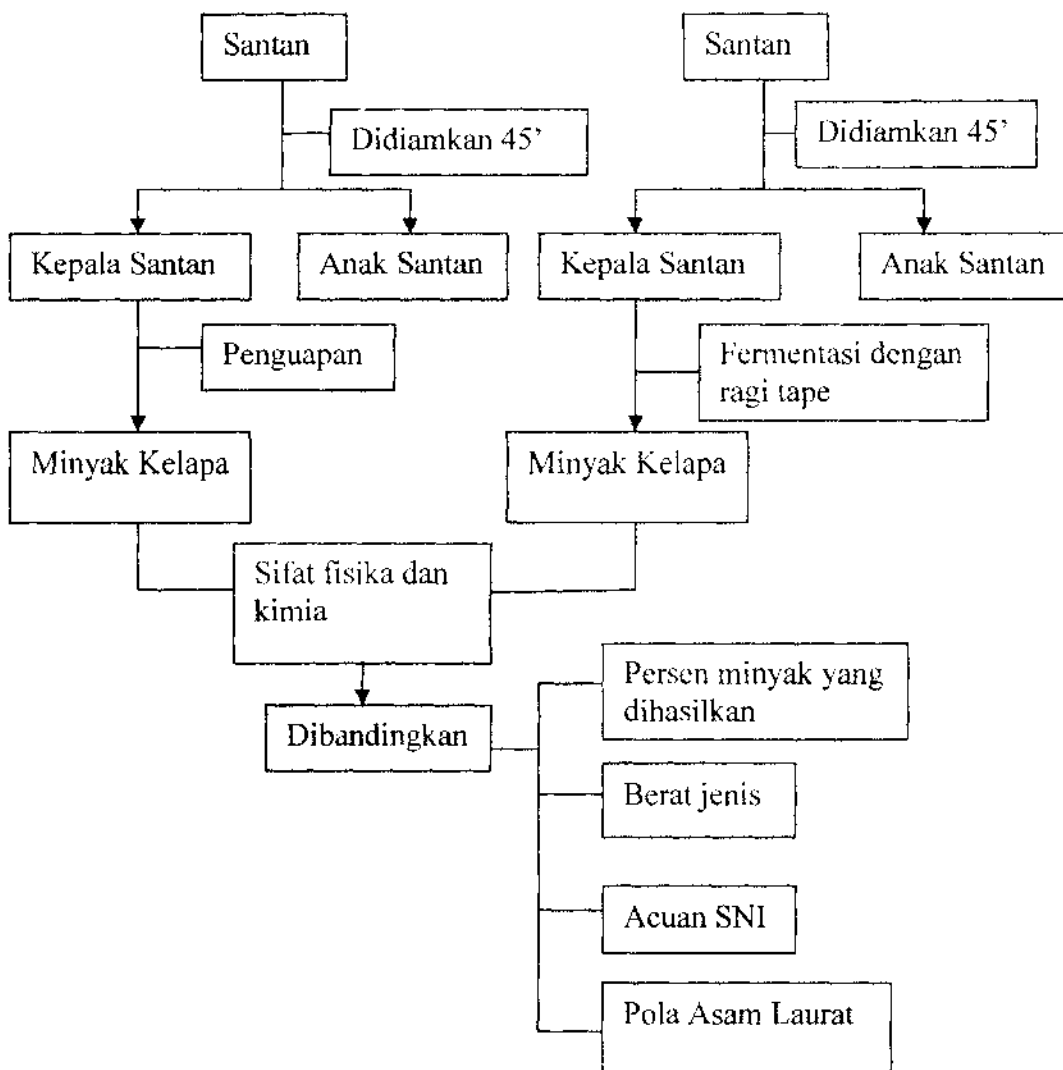 Santan
Santan
Didiamkan 45'
Didiamkan 45'
Kepala Santan
Anak Santan
Kepala Santan
Anak Santan
Penguapan
Fermentasi dengan
ragi tape
Minyak Kelapa
Minyak Kelapa
Sifat fisika dan
kimia
Persen minyak yang
dihasilkan
Dibandingkan
Berat jenis
Acuan SNI
Pola Asam Laurat